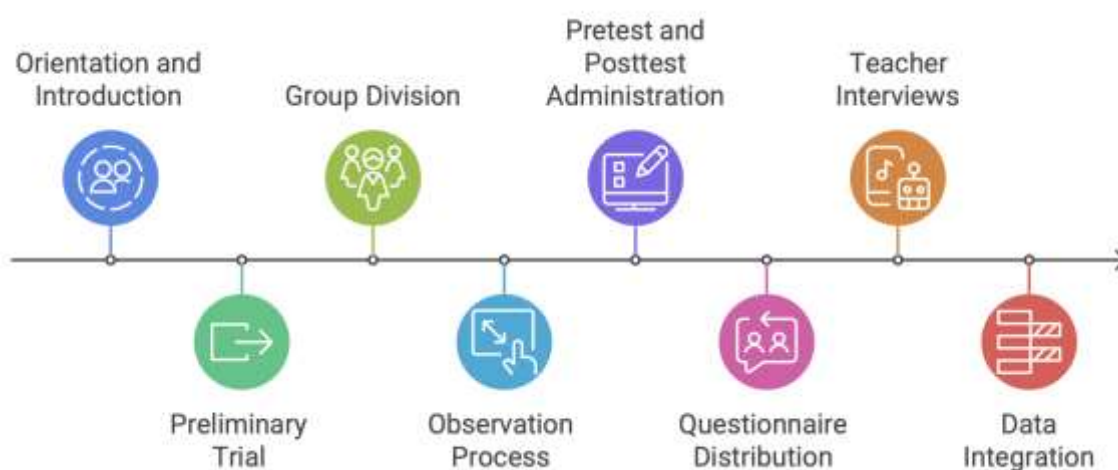 Orientation and
Introduction
Preliminary
Trial
Group Division
Observation
Process
Pretest and
Posttest
Administration
Questionnaire
Distribution
Teacher
Interviews
Data
Integration